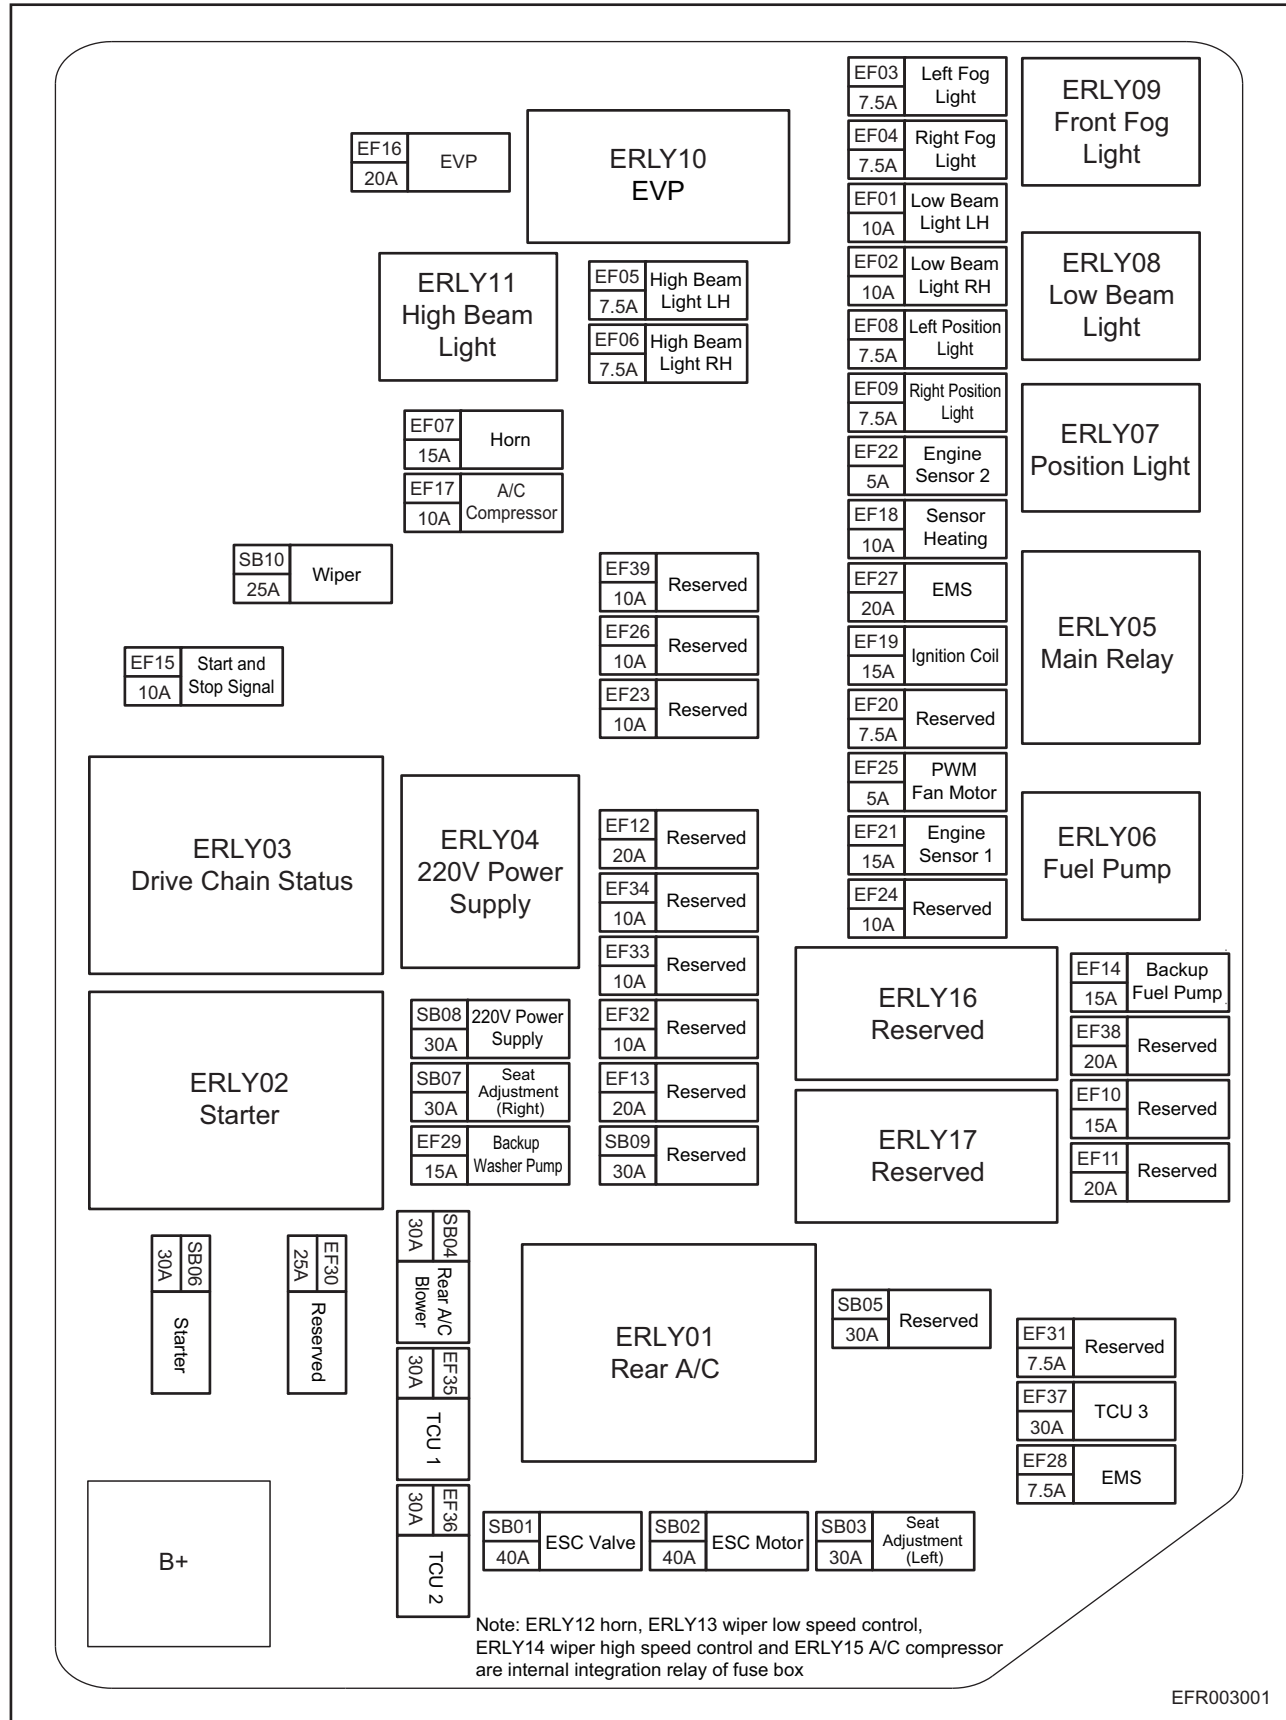 EF03
7.5A
Left Fog
Light
ERLY09
Front Fog
Light
EF04
7.5A
Right Fog
Light
EF16
20A
EVP
ERLY10
EVP
EF01
10A
Low Beam
Light LH
EF02
10A
Low Beam
Light RH
ERLY08
Low Beam
Light
ERLY11
High Beam
Light
EF05
7.5A
High Beam
Light LH
EF06
7.5A
High Beam
Light RH
EF08
7.5A
Left Position
Light
EF09
7.5A
Right Position
Light
ERLY07
Position Light
EF07
15A
Horn
EF17
10A
A/C
Compressor
EF22
5A
Engine
Sensor 2
EF18
10A
Sensor
Heating
SB10
25A
Wiper
EF39
10A
Reserved
EF26
10A
Reserved
EF23
10A
Reserved
EF27
20A
EMS
EF19
15A
Ignition Coil
ERLY05
Main Relay
EF15
10A
Start and
Stop Signal
EF20
7.5A
Reserved
EF25
5A
PWM
Fan Motor
EF21
15A
Engine
Sensor 1
EF24
10A
Reserved
ERLY06
Fuel Pump
ERLY03
Drive Chain Status
ERLY04
220V Power
Supply
EF12
20A
Reserved
EF34
10A
Reserved
EF33
10A
Reserved
EF32
10A
Reserved
EF13
20A
Reserved
SB09
30A
Reserved
ERLY16
Reserved
EF14
15A
Backup
Fuel Pump
EF38
20A
Reserved
EF10
15A
Reserved
EF11
20A
Reserved
ERLY17
Reserved
ERLY02
Starter
SB08
30A
220V Power
Supply
SB07
30A
Seat
Adjustment
(Right)
EF29
15A
Backup
Washer Pump
SB06
30A
Starter
EF30
25A
Reserved
SB04
30A
Rear A/C
Blower
EF35
30A
TCU 1
EF36
30A
TCU 2
ERLY01
Rear A/C
SB05
30A
Reserved
EF31
7.5A
Reserved
EF37
30A
TCU 3
EF28
7.5A
EMS
B+
SB01
40A
ESC Valve
SB02
40A
ESC Motor
SB03
30A
Seat
Adjustment
(Left)
Note: ERLY12 horn, ERLY13 wiper low speed control,
ERLY14 wiper high speed control and ERLY15 A/C compressor
are internal integration relay of fuse box
EFR003001